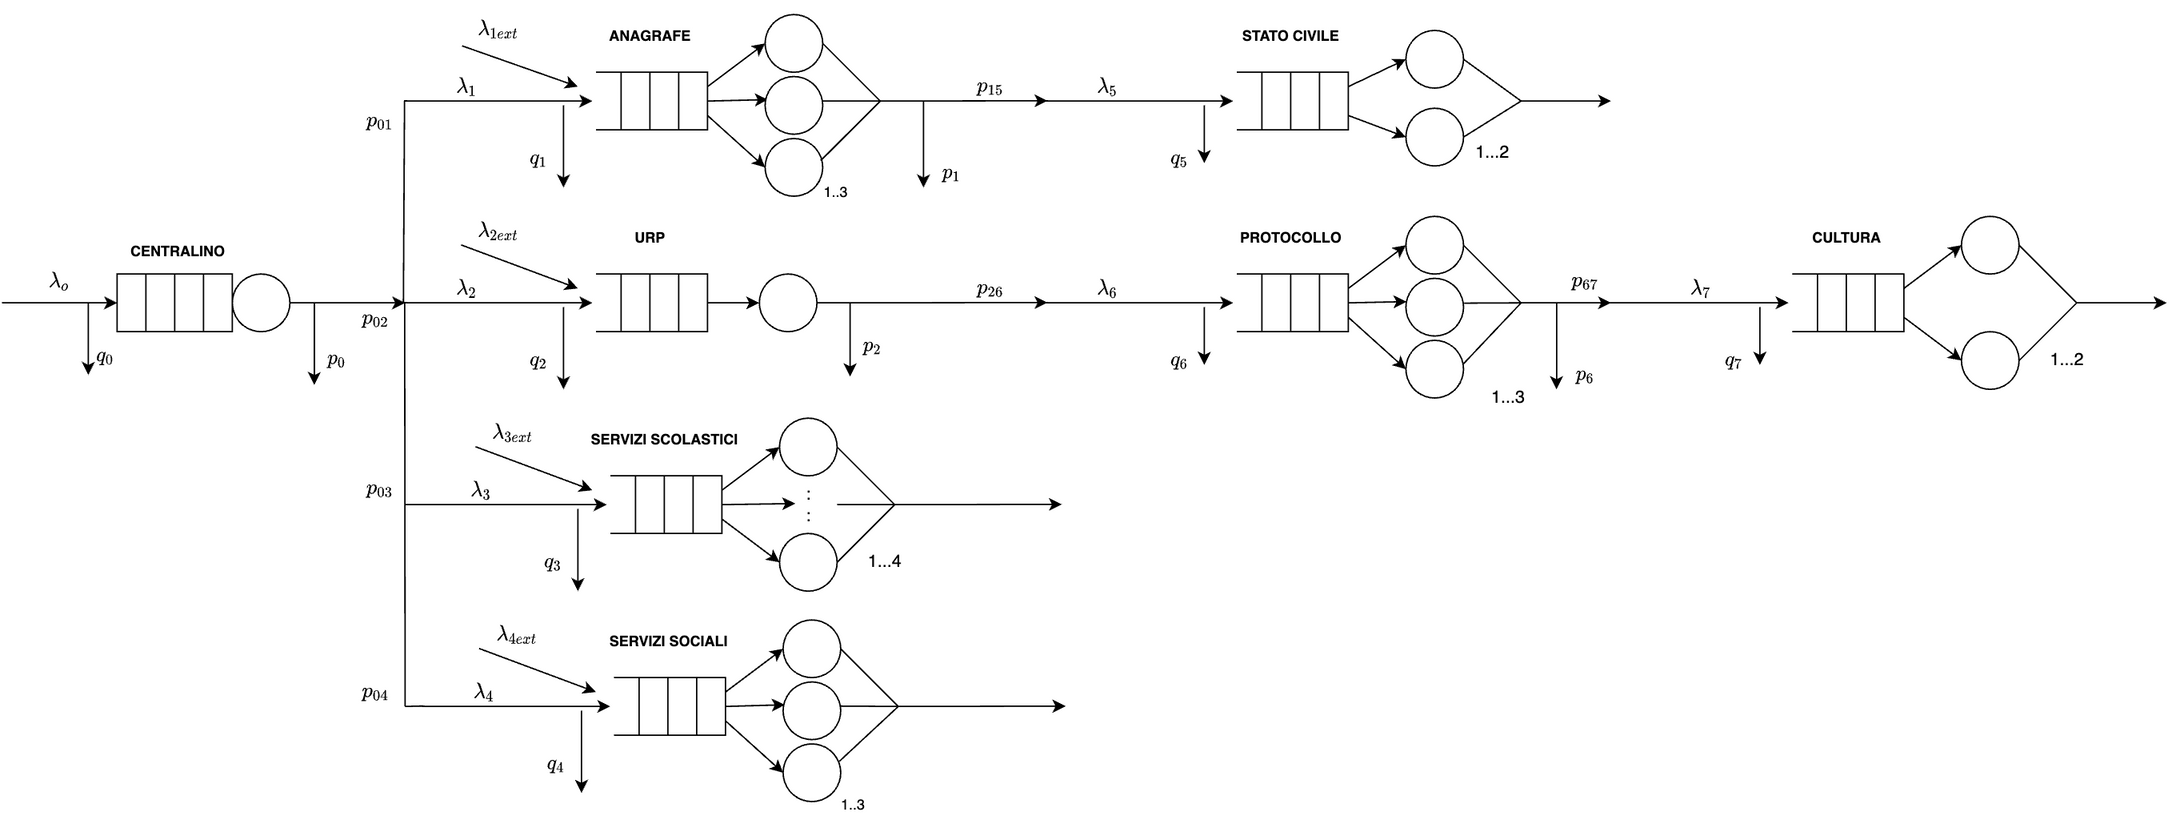 λ1ext
ANAGRAFE
STATO CIVILE
λ1
p15
λ5
p01
q1
p1
q5
1...2
1..3
λ2ext
CENTRALINO
URP
PROTOCOLLO
CULTURA
λo
λ2
p26
λ6
p67
λ7
p02
q0
p0
q2
p2
q6
p6
q7
1...2
1...3
λ3ext
SERVIZI SCOLASTICI
p03
λ3
q3
1...4
λ4ext
SERVIZI SOCIALI
p04
λ4
q4
1..3